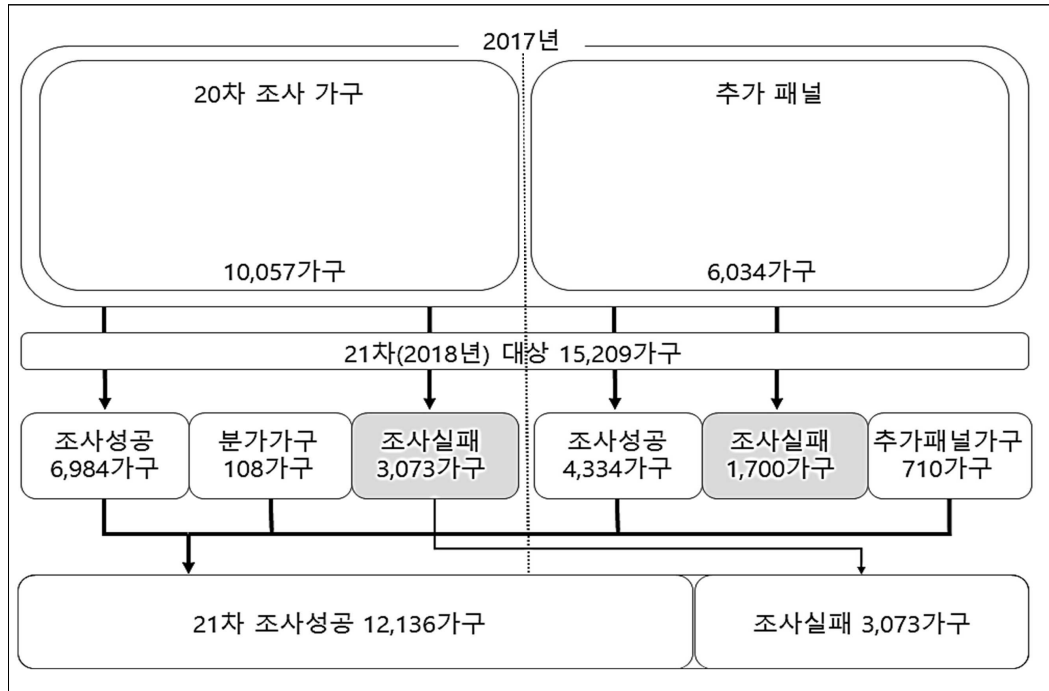 2017년
20차 조사 가구
추가 패널
10,057가구
6,034가구
21차(2018년) 대상 15,209가구
조사성공
6,984가구
분가가구
108가구
조사실패
3,073가구
조사성공
4,334가구
조사실패
1,700가구
추가패널가구
710가구
21차 조사성공 12,136가구
조사실패 3,073가구